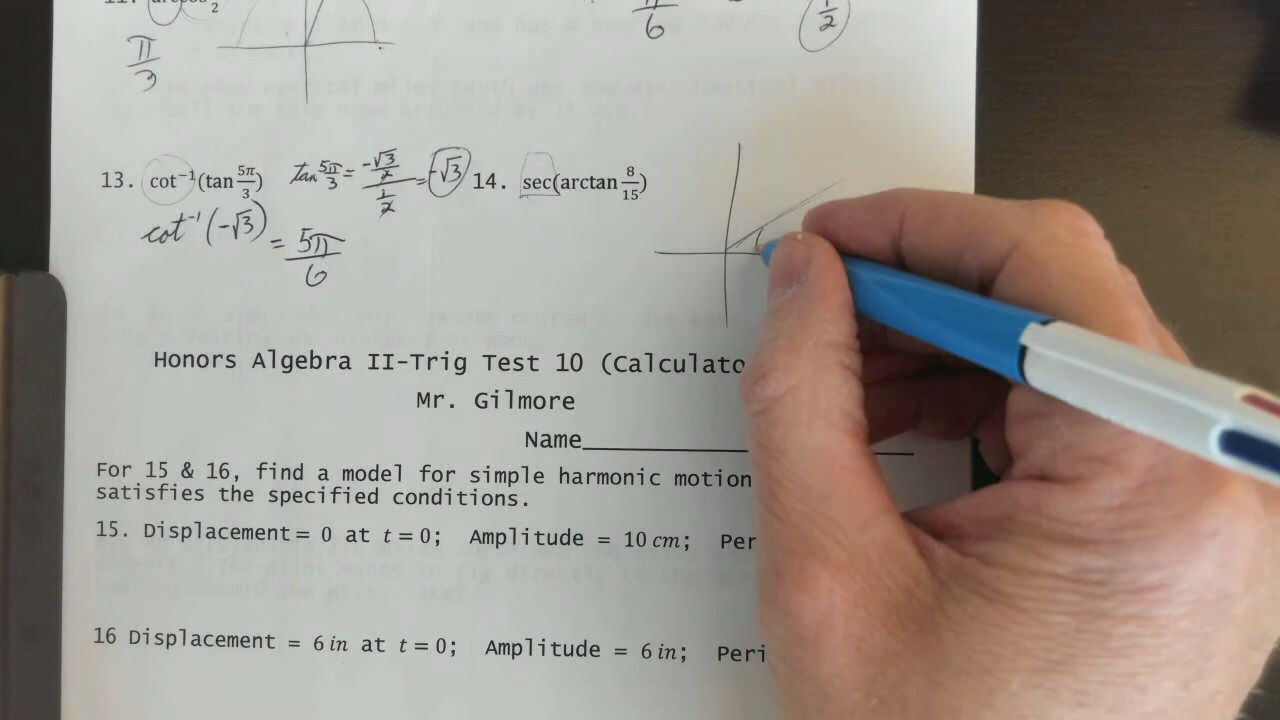 11. arccos 2
π/3
π/6
1/2
13. cot⁻¹(tan 5π/3) tan 5π/3 = (-√3/2)/(1/2) = -√3
cot⁻¹(-√3) = 5π/6
14. sec(arctan 8/15)
Honors Algebra II-Trig Test 10 (Calculato
Mr. Gilmore
Name
For 15 & 16, find a model for simple harmonic motion
satisfies the specified conditions.
15. Displacement = 0 at t = 0; Amplitude = 10 cm; Per
16 Displacement = 6 in at t = 0; Amplitude = 6 in; Peri